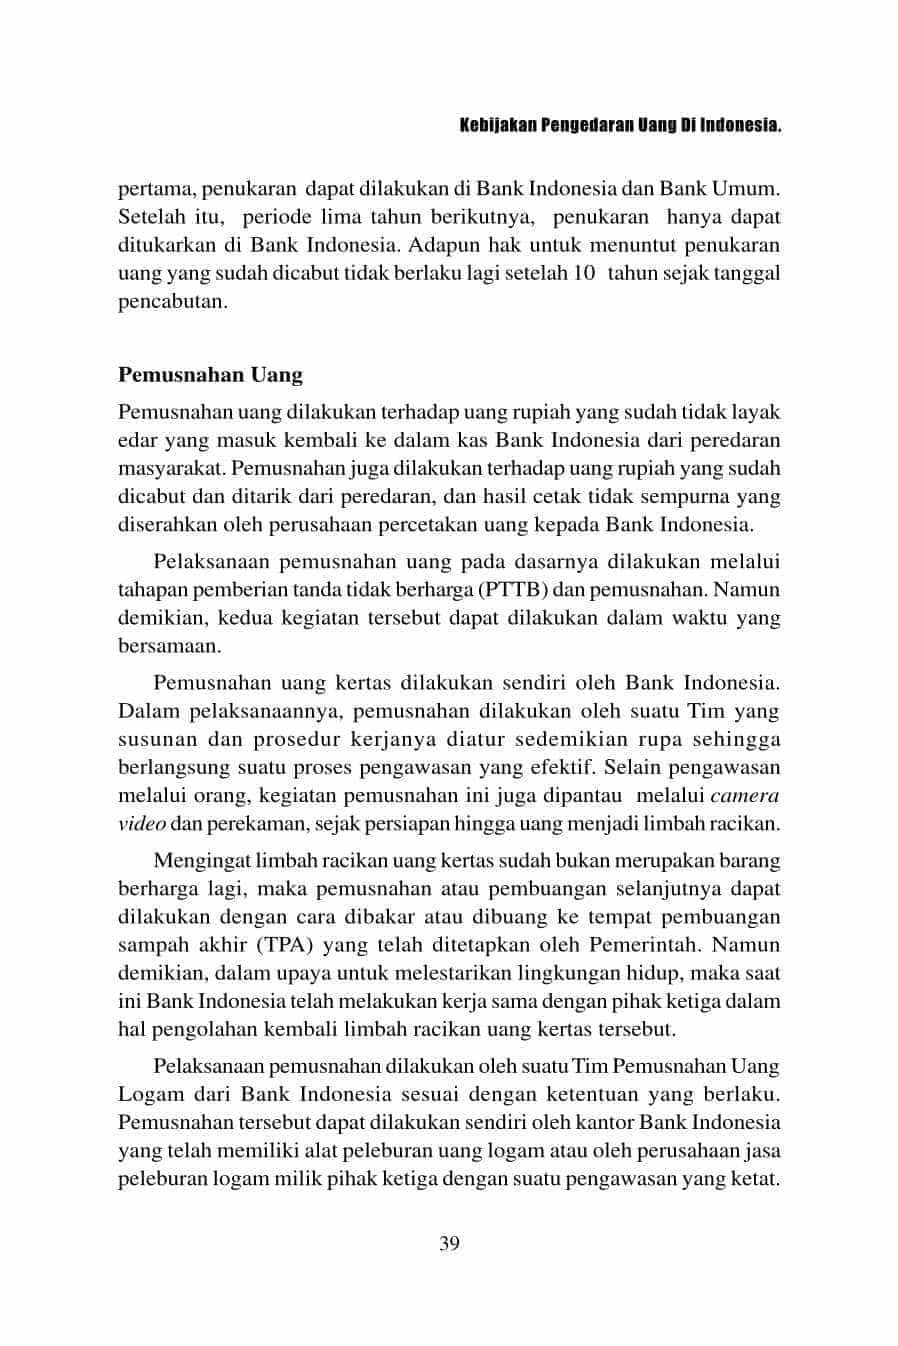 Kebijakan Pengedaran Uang Di Indonesia.
pertama, penukaran dapat dilakukan di Bank Indonesia dan Bank Umum.
Setelah itu, periode lima tahun berikutnya, penukaran hanya dapat
ditukarkan di Bank Indonesia. Adapun hak untuk menuntut penukaran
uang yang sudah dicabut tidak berlaku lagi setelah 10 tahun sejak tanggal
pencabutan.
Pemusnahan Uang
Pemusnahan uang dilakukan terhadap uang rupiah yang sudah tidak layak
edar yang masuk kembali ke dalam kas Bank Indonesia dari peredaran
masyarakat. Pemusnahan juga dilakukan terhadap uang rupiah yang sudah
dicabut dan ditarik dari peredaran, dan hasil cetak tidak sempurna yang
diserahkan oleh perusahaan percetakan uang kepada Bank Indonesia.
Pelaksanaan pemusnahan uang pada dasarnya dilakukan melalui
tahapan pemberian tanda tidak berharga (PTTB) dan pemusnahan. Namun
demikian, kedua kegiatan tersebut dapat dilakukan dalam waktu yang
bersamaan.
Pemusnahan uang kertas dilakukan sendiri oleh Bank Indonesia.
Dalam pelaksanaannya, pemusnahan dilakukan oleh suatu Tim yang
susunan dan prosedur kerjanya diatur sedemikian rupa sehingga
berlangsung suatu proses pengawasan yang efektif. Selain pengawasan
melalui orang, kegiatan pemusnahan ini juga dipantau melalui camera
video dan perekaman, sejak persiapan hingga uang menjadi limbah racikan.
Mengingat limbah racikan uang kertas sudah bukan merupakan barang
berharga lagi, maka pemusnahan atau pembuangan selanjutnya dapat
dilakukan dengan cara dibakar atau dibuang ke tempat pembuangan
sampah akhir (TPA) yang telah ditetapkan oleh Pemerintah. Namun
demikian, dalam upaya untuk melestarikan lingkungan hidup, maka saat
ini Bank Indonesia telah melakukan kerja sama dengan pihak ketiga dalam
hal pengolahan kembali limbah racikan uang kertas tersebut.
Pelaksanaan pemusnahan dilakukan oleh suatu Tim Pemusnahan Uang
Logam dari Bank Indonesia sesuai dengan ketentuan yang berlaku.
Pemusnahan tersebut dapat dilakukan sendiri oleh kantor Bank Indonesia
yang telah memiliki alat peleburan uang logam atau oleh perusahaan jasa
peleburan logam milik pihak ketiga dengan suatu pengawasan yang ketat.
39